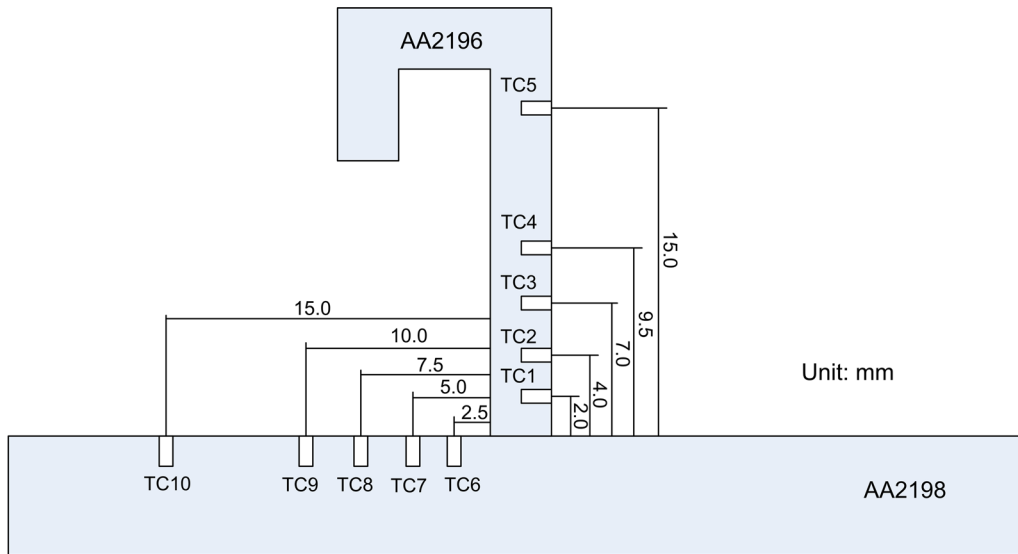 AA2196
TC5
TC4
15.0
TC3
15.0
9.5
10.0
TC2
7.0
7.5
TC1
4.0
Unit: mm
5.0
2.0
2.5
TC10
TC9
TC8
TC7
TC6
AA2198